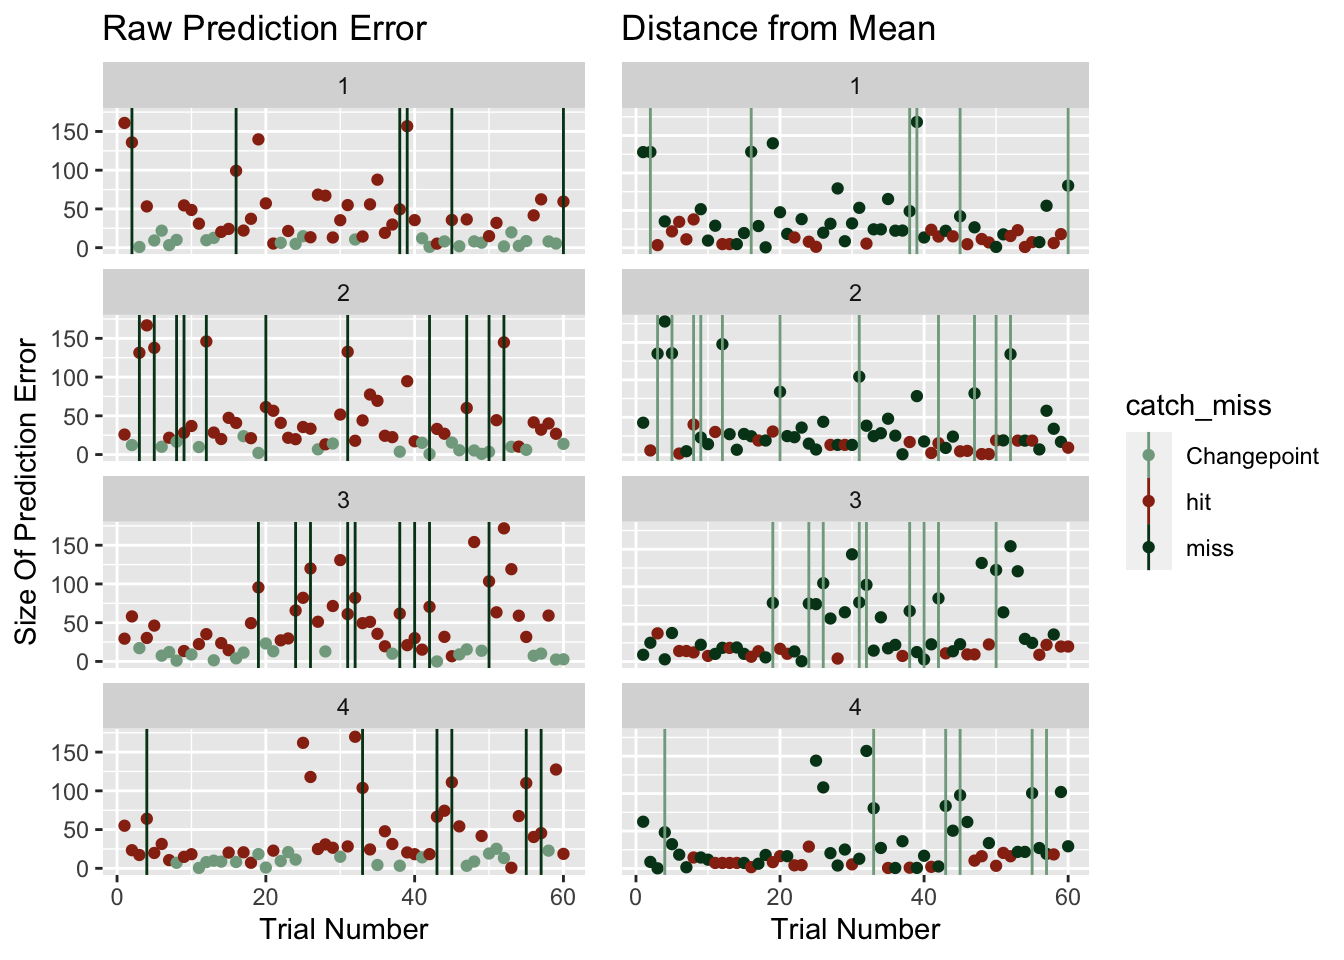 Raw Prediction Error
Distance from Mean
1
1
150
100
50
0
2
2
150
100
50
0
3
3
150
100
50
0
4
4
150
100
50
0
0 20 40 60
0 20 40 60
Trial Number
Trial Number
Size Of Prediction Error
catch_miss
Changepoint
hit
miss